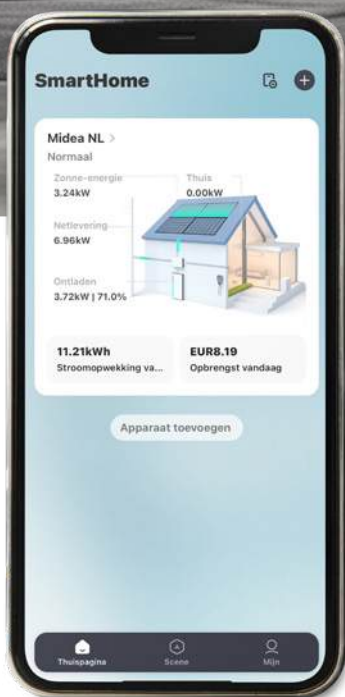 SmartHome
Midea NL >
Normaal
Zonne-energie
3.24kW
Thuis
0.00kW
Netlevering
6.96kW
Ontladen
3.72kW | 71.0%
11.21kWh
Stroomopwekking va...
EUR8.19
Opbrengst vandaag
Apparaat toevoegen
Thuispagina
Scene
Mijn